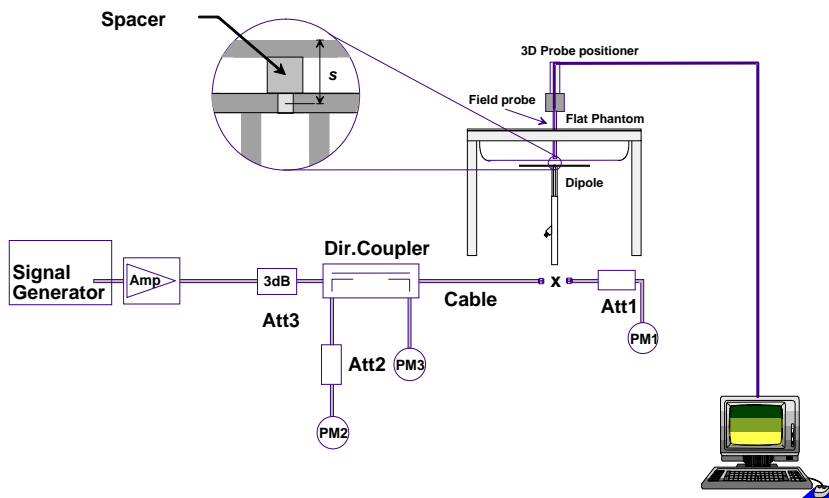 Spacer
s
3D Probe positioner
Field probe
Flat Phantom
Dipole
Dir.Coupler
Signal
Generator
Amp
3dB
Cable
x
Att3
Att1
Att2
PM3
PM1
PM2